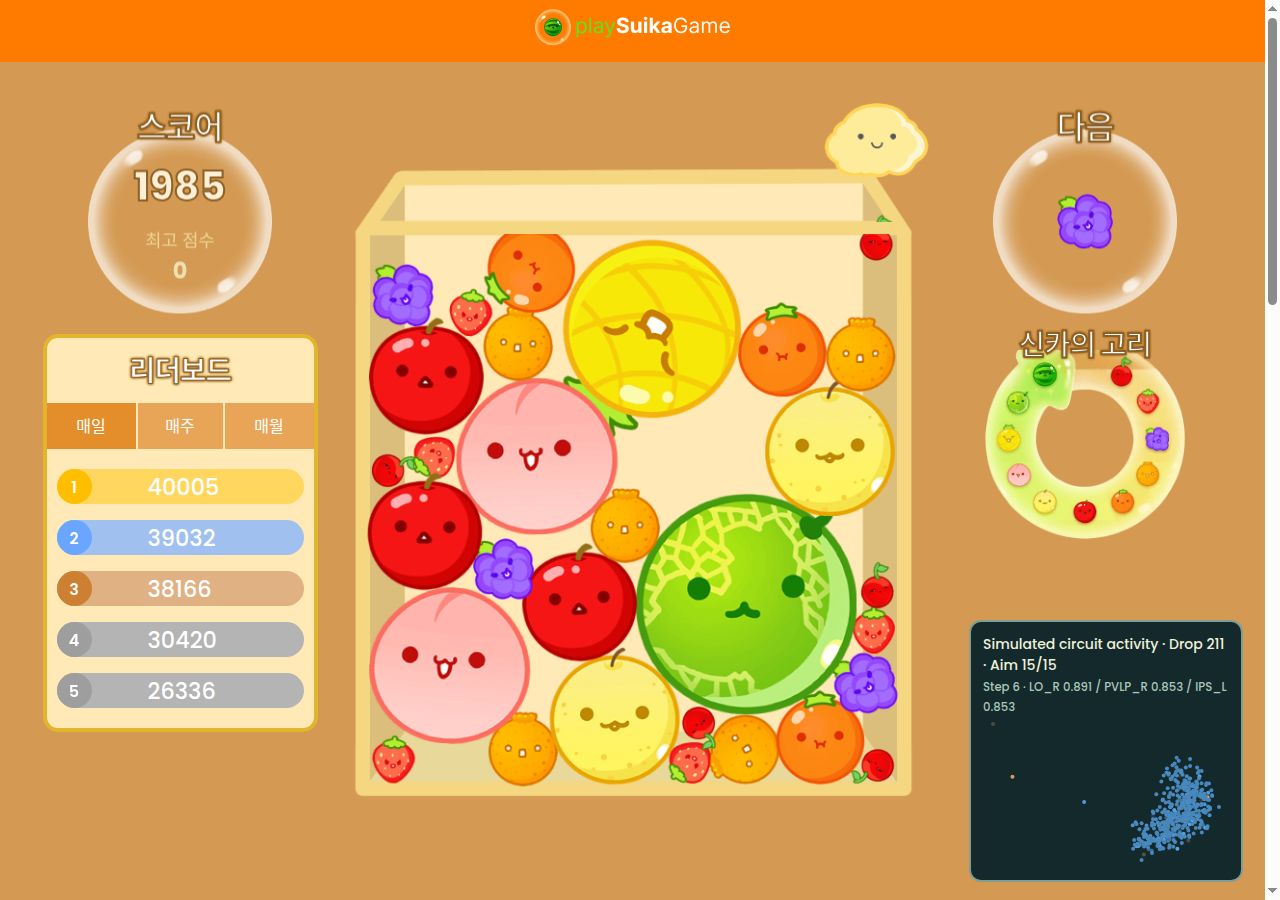 playSuikaGame
스코어
1985
최고 점수
0
리더보드
매일
매주
매월
1 40005
2 39032
3 38166
4 30420
5 26336
다음
신카의 고리
Simulated circuit activity · Drop 211
· Aim 15/15
Step 6 · LO_R 0.891 / PVLP_R 0.853 / IPS_L
0.853